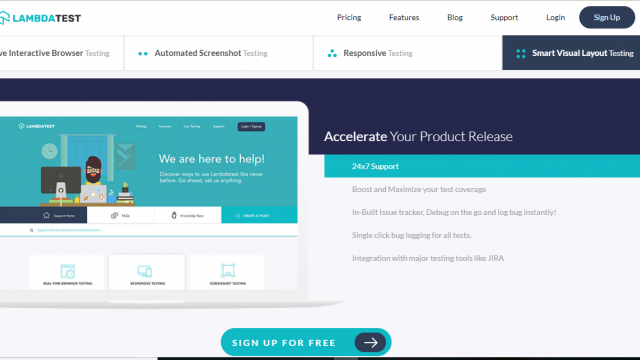 LAMBDATEST
Pricing
Features
Blog
Support
Login
Sign Up
ve Interactive Browser Testing
Automated Screenshot Testing
Responsive Testing
Smart Visual Layout Testing
LAMBDATEST
Pricing
Features
Live Testing
Support
Login / Signup
We are here to help!
Discover ways to use Lambdatest like never
before. Go ahead, ask us anything.
Support Home
FAQs
Knowledge Base
CREATE A TICKET
REAL TIME BROWSER TESTING
RESPONSIVE TESTING
SCREENSHOT TESTING
Accelerate Your Product Release
24x7 Support
Boost and Maximize your test coverage
In-Built Issue tracker, Debug on the go and log bug instantly!
Single click bug logging for all tests.
Integration with major testing tools like JIRA
SIGN UP FOR FREE